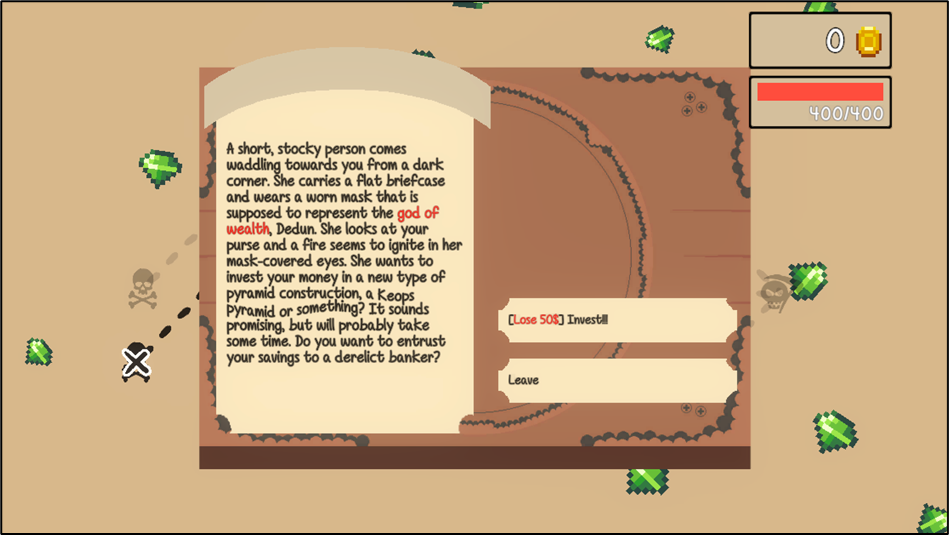 0
400/400
A short, stocky person comes
waddling towards you from a dark
corner. She carries a flat briefcase
and wears a worn mask that is
supposed to represent the god of
wealth, Dedun. She looks at your
purse and a fire seems to ignite in her
mask-covered eyes. She wants to
invest your money in a new type of
pyramid construction, a Keops
Pyramid or something? It sounds
promising, but will probably take
some time. Do you want to entrust
your savings to a derelict banker?
[Lose 50$] Invest!!!
Leave